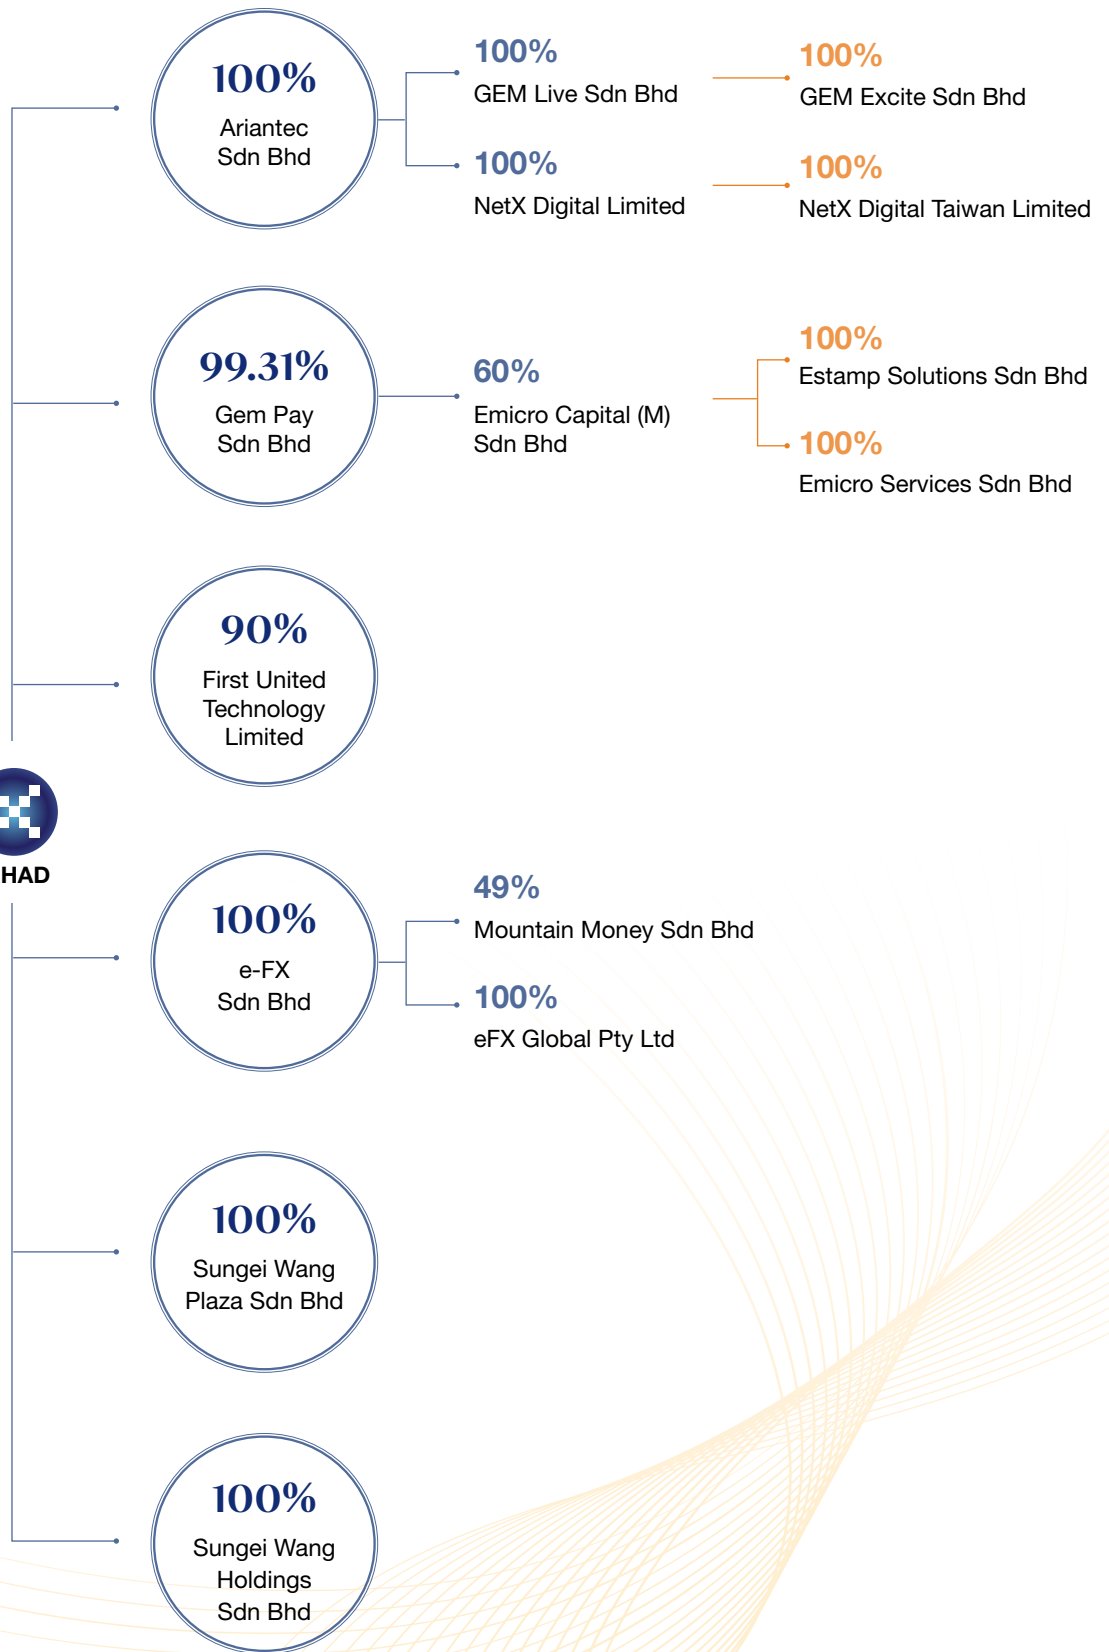 100%
Ariantec
Sdn Bhd
100%
GEM Live Sdn Bhd
100%
GEM Excite Sdn Bhd
100%
NetX Digital Limited
100%
NetX Digital Taiwan Limited
99.31%
Gem Pay
Sdn Bhd
60%
Emicro Capital (M)
Sdn Bhd
100%
Estamp Solutions Sdn Bhd
100%
Emicro Services Sdn Bhd
90%
First United
Technology
Limited
HAD
100%
e-FX
Sdn Bhd
49%
Mountain Money Sdn Bhd
100%
eFX Global Pty Ltd
100%
Sungei Wang
Plaza Sdn Bhd
100%
Sungei Wang
Holdings
Sdn Bhd